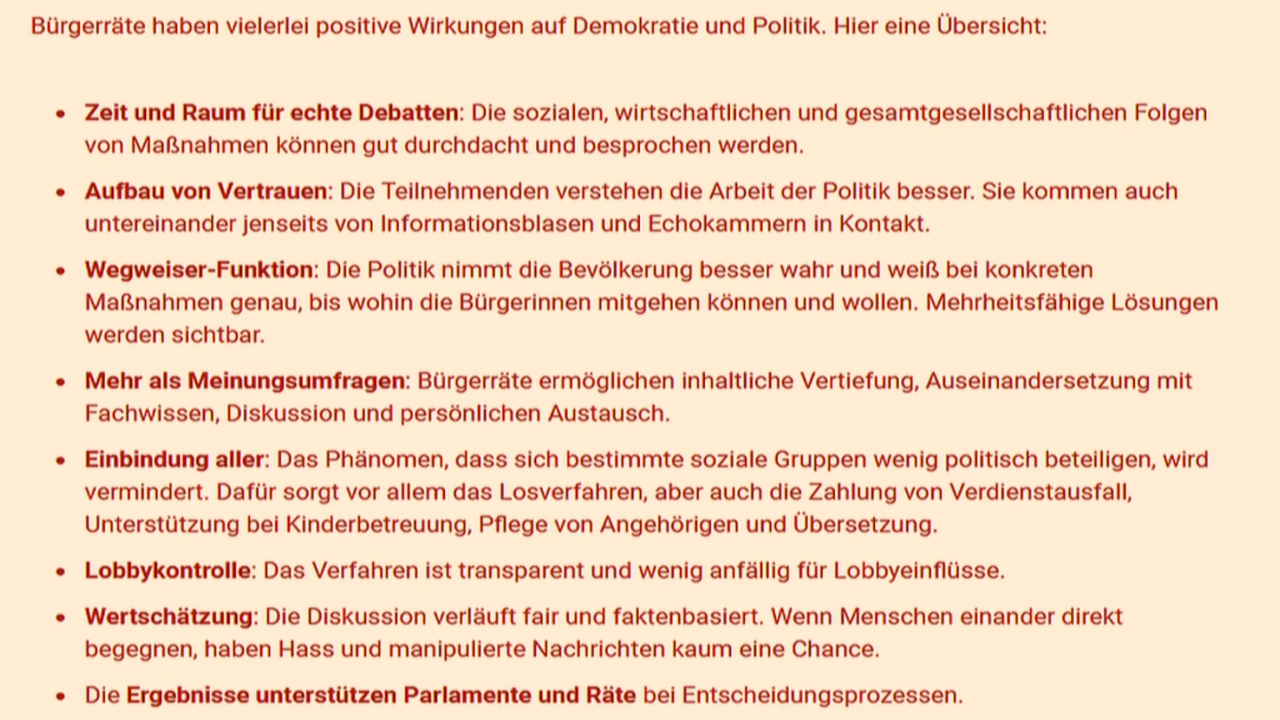 Bürgerräte haben vielerlei positive Wirkungen auf Demokratie und Politik. Hier eine Übersicht:
• Zeit und Raum für echte Debatten: Die sozialen, wirtschaftlichen und gesamtgesellschaftlichen Folgen
von Maßnahmen können gut durchdacht und besprochen werden.
• Aufbau von Vertrauen: Die Teilnehmenden verstehen die Arbeit der Politik besser. Sie kommen auch
untereinander jenseits von Informationsblasen und Echokammern in Kontakt.
• Wegweiser-Funktion: Die Politik nimmt die Bevölkerung besser wahr und weiß bei konkreten
Maßnahmen genau, bis wohin die Bürgerinnen mitgehen können und wollen. Mehrheitsfähige Lösungen
werden sichtbar.
• Mehr als Meinungsumfragen: Bürgerräte ermöglichen inhaltliche Vertiefung, Auseinandersetzung mit
Fachwissen, Diskussion und persönlichen Austausch.
• Einbindung aller: Das Phänomen, dass sich bestimmte soziale Gruppen wenig politisch beteiligen, wird
vermindert. Dafür sorgt vor allem das Losverfahren, aber auch die Zahlung von Verdienstausfall,
Unterstützung bei Kinderbetreuung, Pflege von Angehörigen und Übersetzung.
• Lobbykontrolle: Das Verfahren ist transparent und wenig anfällig für Lobbyeinflüsse.
• Wertschätzung: Die Diskussion verläuft fair und faktenbasiert. Wenn Menschen einander direkt
begegnen, haben Hass und manipulierte Nachrichten kaum eine Chance.
• Die Ergebnisse unterstützen Parlamente und Räte bei Entscheidungsprozessen.